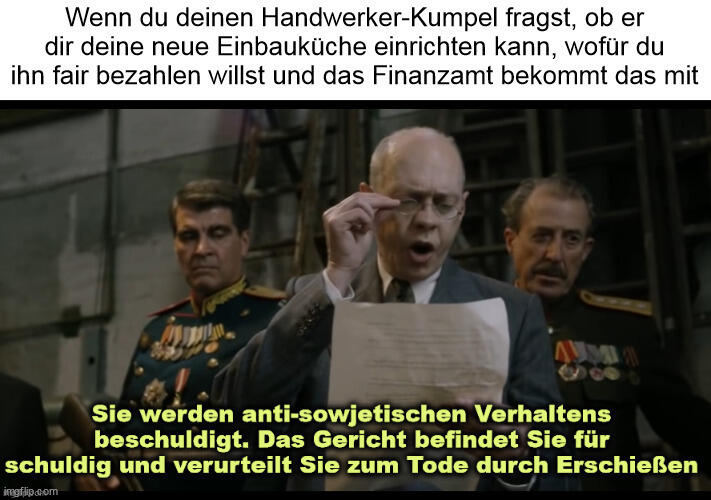 Wenn du deinen Handwerker-Kumpel fragst, ob er
dir deine neue Einbauküche einrichten kann, wofür du
ihn fair bezahlen willst und das Finanzamt bekommt das mit
Sie werden anti-sowjetischen Verhaltens
beschuldigt. Das Gericht befindet Sie für
schuldig und verurteilt Sie zum Tode durch Erschießen
imgflip.com